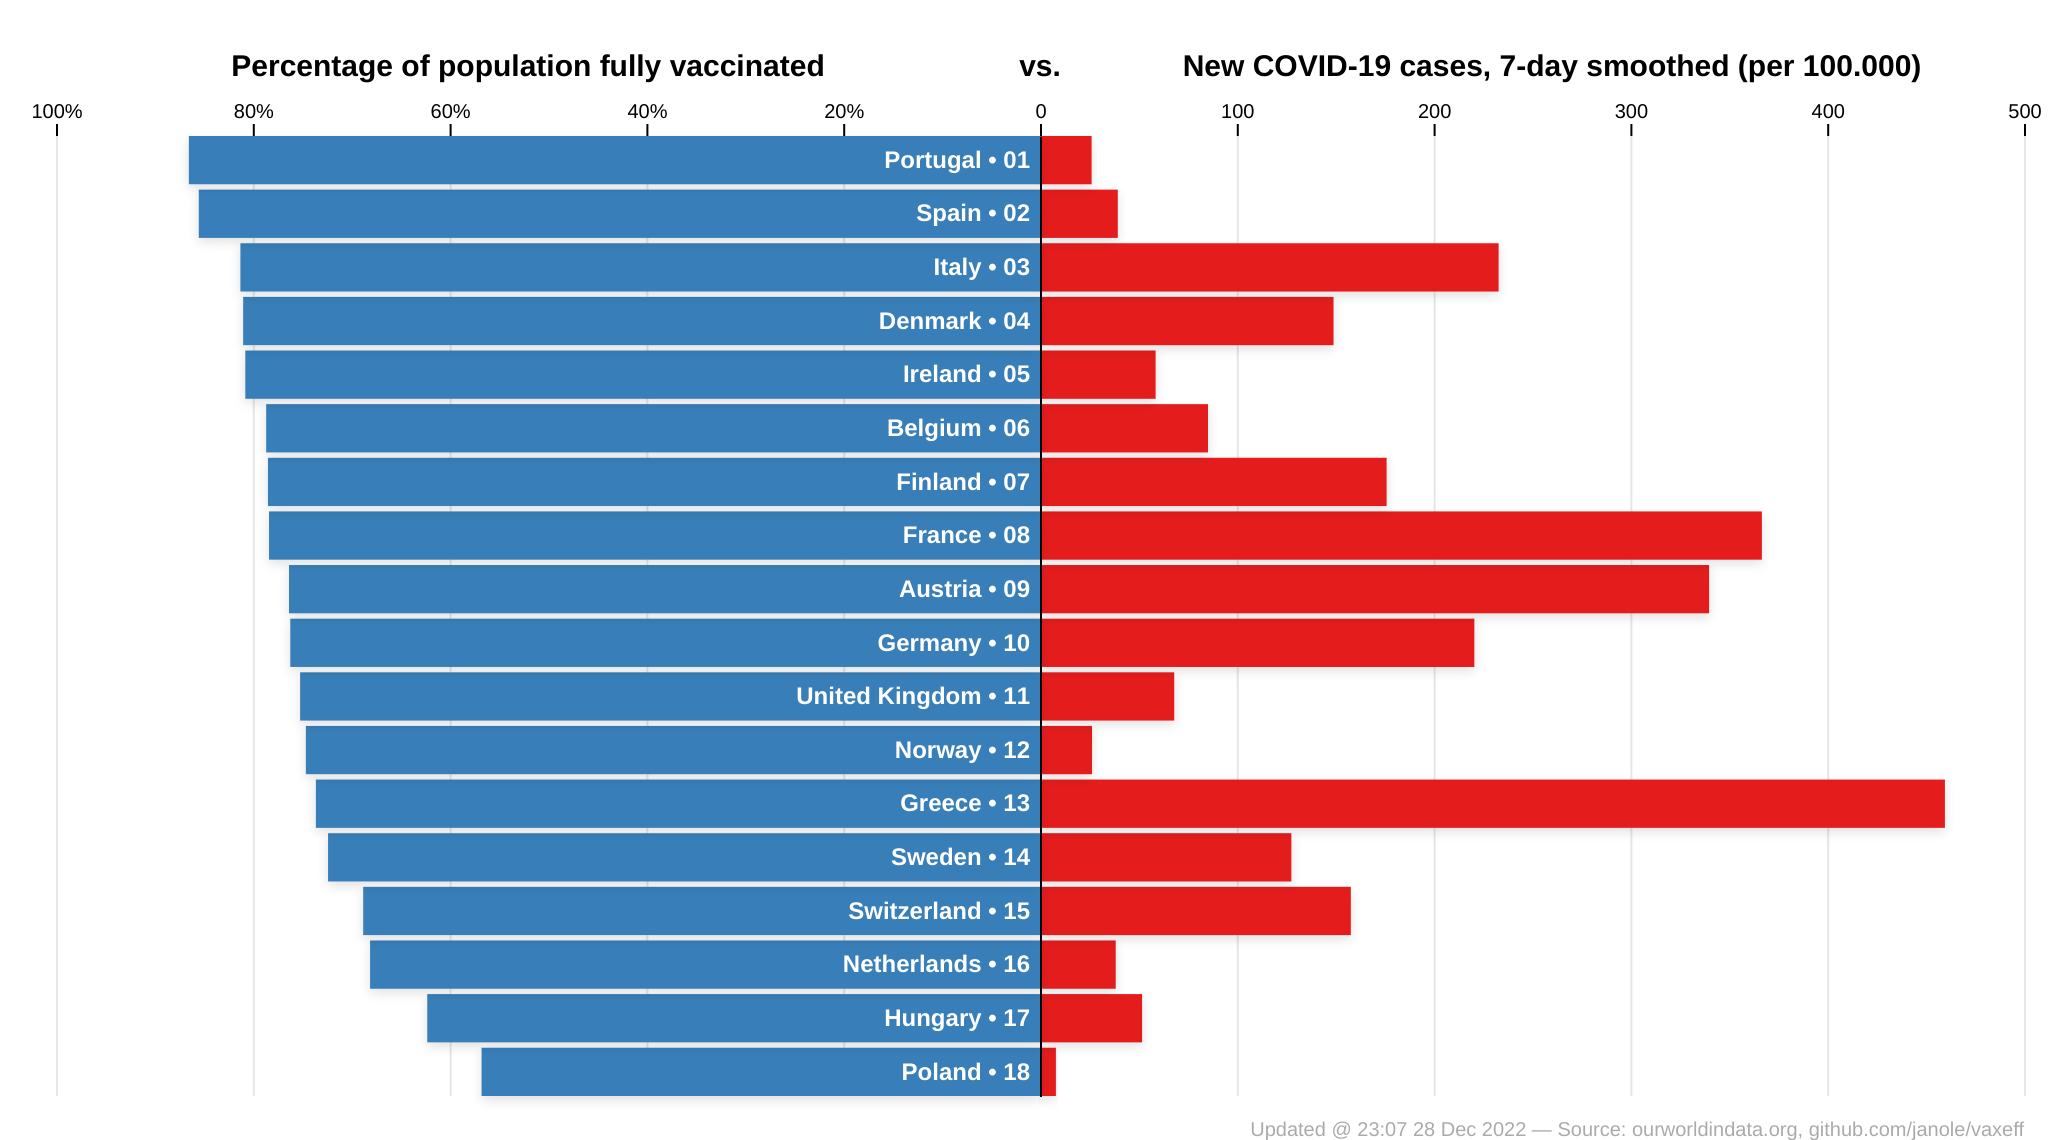 Percentage of population fully vaccinated vs. New COVID-19 cases, 7-day smoothed (per 100.000)
100% 80% 60% 40% 20% 0 100 200 300 400 500
Portugal • 01
Spain • 02
Italy • 03
Denmark • 04
Ireland • 05
Belgium • 06
Finland • 07
France • 08
Austria • 09
Germany • 10
United Kingdom • 11
Norway • 12
Greece • 13
Sweden • 14
Switzerland • 15
Netherlands • 16
Hungary • 17
Poland • 18
Updated @ 23:07 28 Dec 2022 — Source: ourworldindata.org, github.com/janole/vaxeff